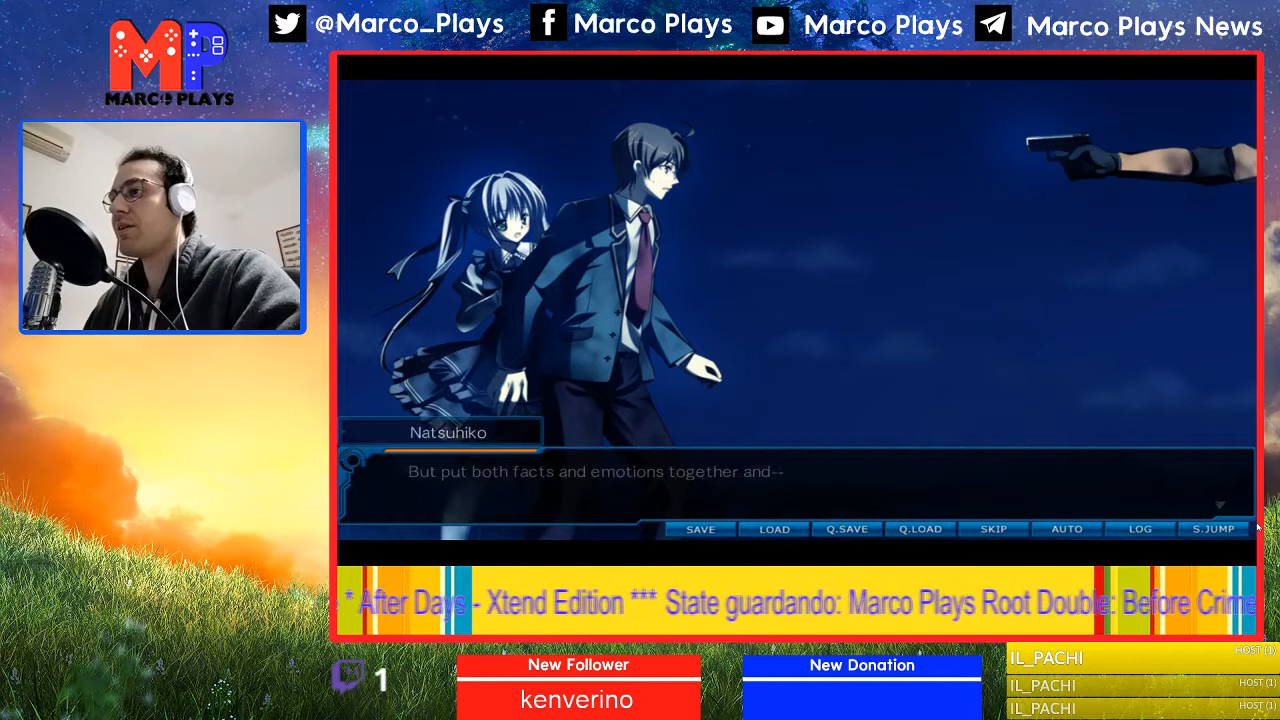 @Marco_Plays
Marco Plays
Marco Plays
Marco Plays News
MP
MARCO PLAYS
Natsuhiko
But put both facts and emotions together and--
SAVE LOAD Q.SAVE Q.LOAD SKIP AUTO LOG S.JUMP
* After Days - Xtend Edition *** State guardando: Marco Plays Root Double: Before Crime
1
New Follower
kenverino
New Donation
IL_PACHI HOST (1)
IL_PACHI HOST (1)
IL_PACHI HOST (1)